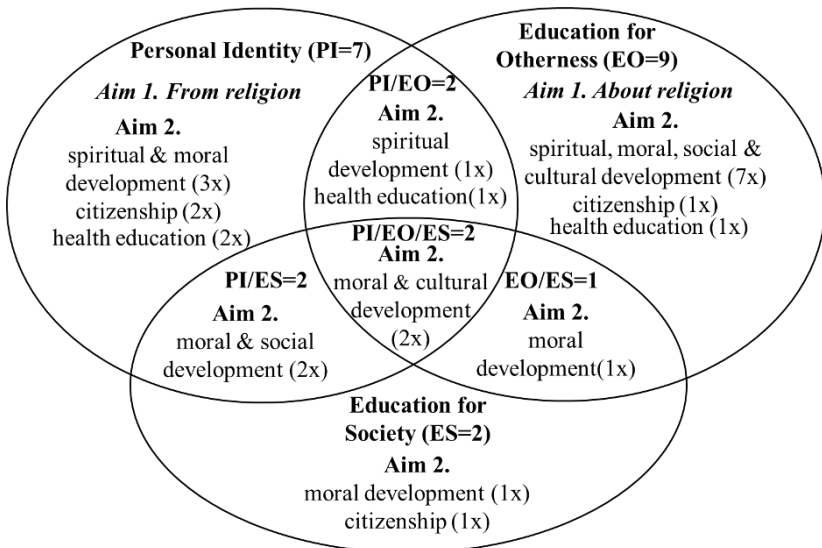 Personal Identity (PI=7)
Aim 1. From religion
Aim 2.
spiritual & moral
development (3x)
citizenship (2x)
health education (2x)
PI/EO=2
Aim 2.
spiritual
development (1x)
health education(1x)
Education for
Otherness (EO=9)
Aim 1. About religion
Aim 2.
spiritual, moral, social &
cultural development (7x)
citizenship (1x)
health education (1x)
PI/ES=2
Aim 2.
moral & social
development (2x)
PI/EO/ES=2
Aim 2.
moral & cultural
development
(2x)
EO/ES=1
Aim 2.
moral
development(1x)
Education for
Society (ES=2)
Aim 2.
moral development (1x)
citizenship (1x)